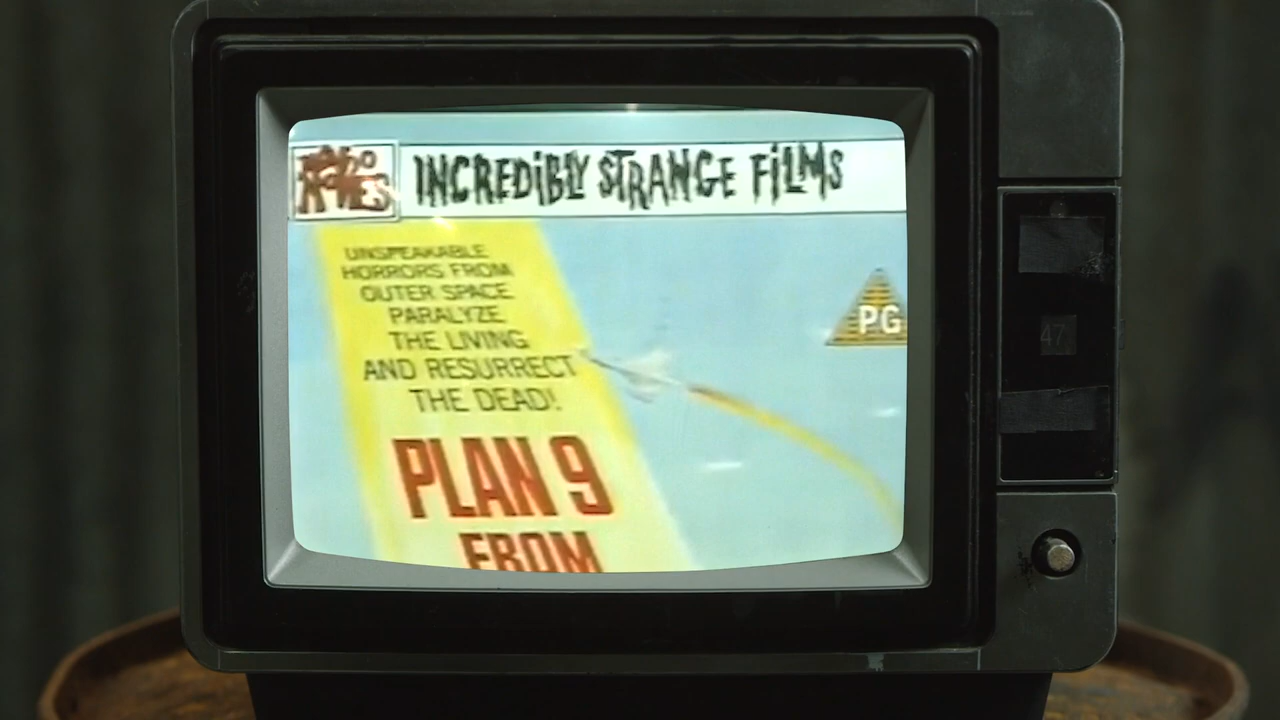 INCREDIBLY STRANGE FILMS
UNSPEAKABLE
HORRORS FROM
OUTER SPACE
PARALYZE
THE LIVING
AND RESURRECT
THE DEAD!
PG
PLAN 9
FROM
47